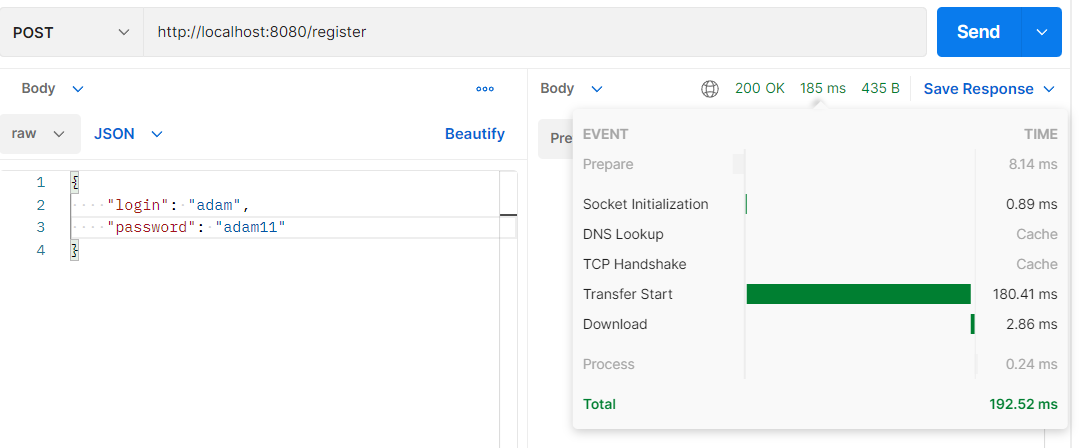 POST http://localhost:8080/register Send
Body ••• Body 200 OK 185 ms 435 B Save Response
raw JSON Beautify Pre
EVENT TIME
Prepare 8.14 ms
1 {
2 "login": "adam",
3 "password": "adam11"
4 }
Socket Initialization 0.89 ms
DNS Lookup Cache
TCP Handshake Cache
Transfer Start 180.41 ms
Download 2.86 ms
Process 0.24 ms
Total 192.52 ms